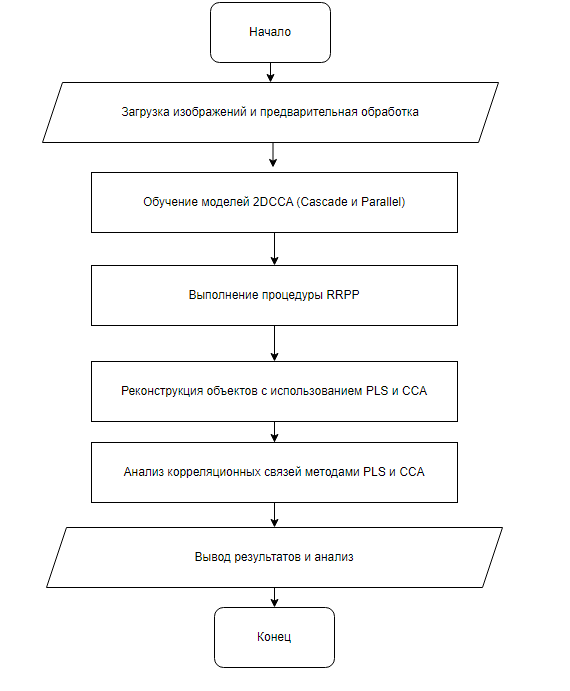 Начало
Загрузка изображений и предварительная обработка
Обучение моделей 2DCCA (Cascade и Parallel)
Выполнение процедуры RRPP
Реконструкция объектов с использованием PLS и CCA
Анализ корреляционных связей методами PLS и CCA
Вывод результатов и анализ
Конец